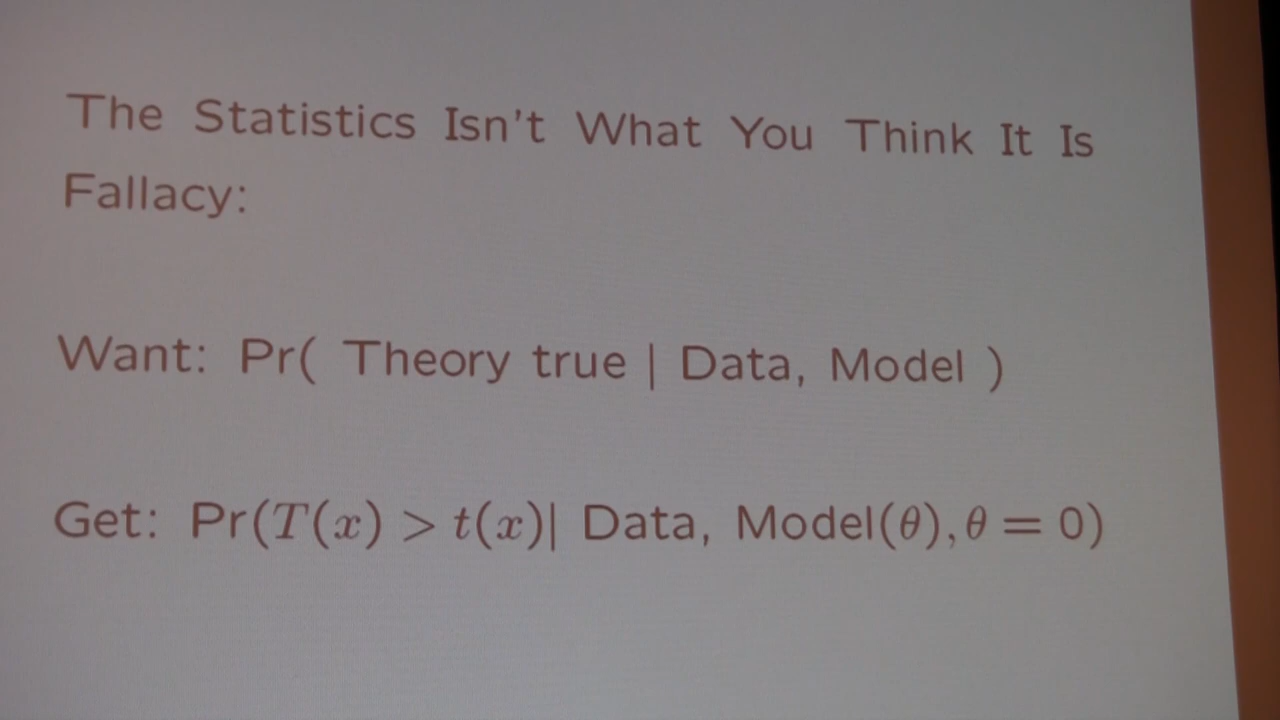 The Statistics Isn't What You Think It Is
Fallacy:
Want: Pr( Theory true | Data, Model )
Get: Pr(T(x) > t(x)| Data, Model(θ), θ = 0)